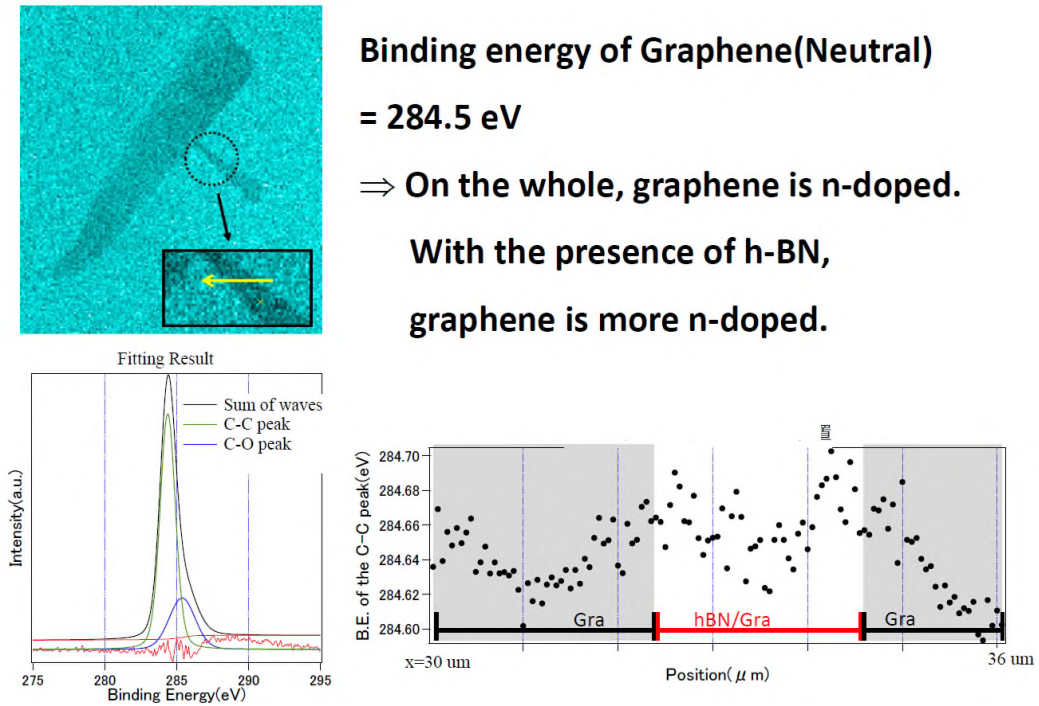 Binding energy of Graphene(Neutral)
= 284.5 eV
⇒ On the whole, graphene is n-doped.
With the presence of h-BN,
graphene is more n-doped.
Fitting Result
Sum of waves
C-C peak
C-O peak
Intensity(a.u.)
275
280
285
290
295
Binding Energy(eV)
置
B.E. of the C-C peak(eV)
284.70
284.68
284.66
284.64
284.62
284.60
Gra
hBN/Gra
Gra
x=30 um
36 um
Position(μm)